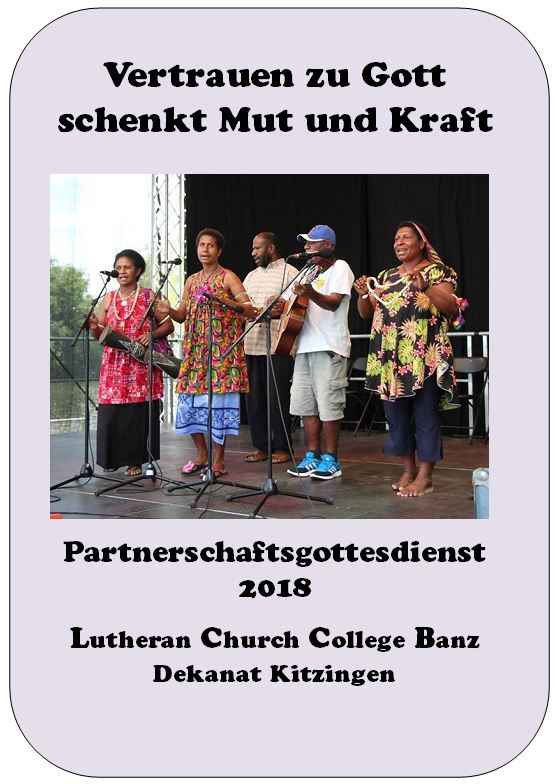 Vertrauen zu Gott
schenkt Mut und Kraft
Partnerschaftsgottesdienst
2018
Lutheran Church College Banz
Dekanat Kitzingen